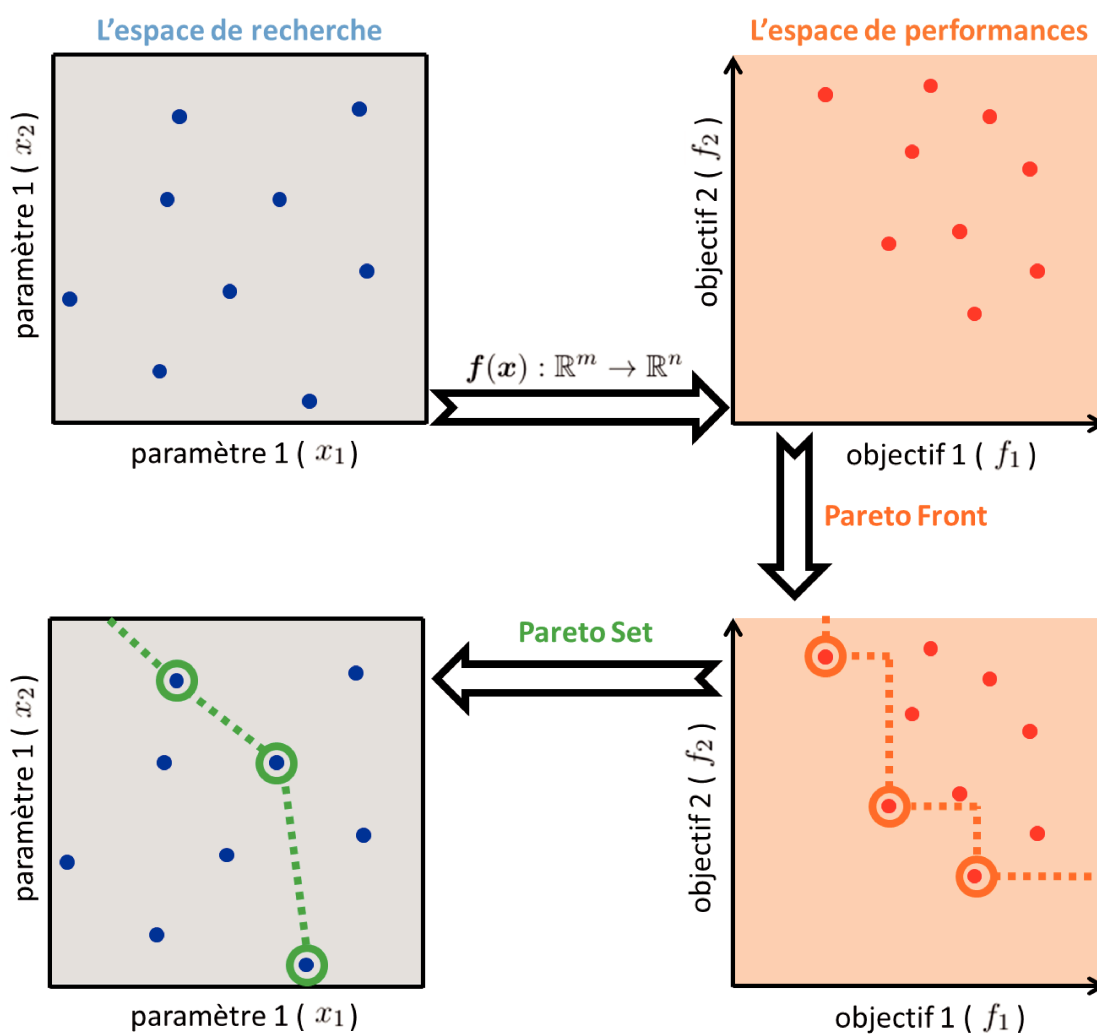 L'espace de recherche
L'espace de performances
paramètre 1 ( x₂ )
objectif 2 ( f₂ )
f(x) : ℝᵐ → ℝⁿ
paramètre 1 ( x₁ )
objectif 1 ( f₁ )
Pareto Front
Pareto Set
paramètre 1 ( x₂ )
objectif 2 ( f₂ )
paramètre 1 ( x₁ )
objectif 1 ( f₁ )